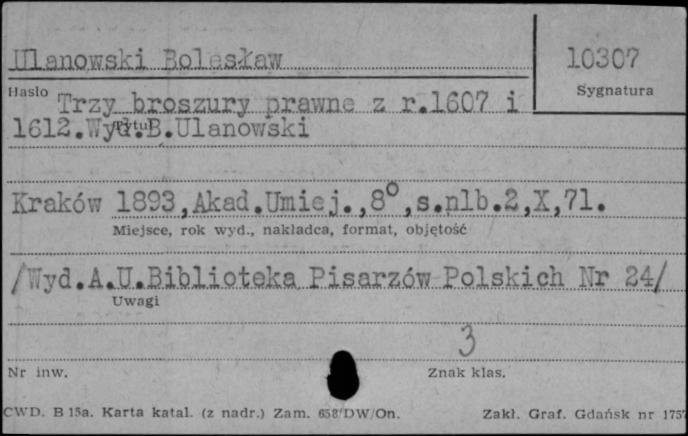 Ulanowski Bolesław
10307
Hasło
Sygnatura
Trzy broszury prawne z r.1607 i
Tytuł
1612.Wyd.B.Ulanowski
Kraków 1893,Akad.Umiej.,8°,s.nlb.2,X,71.
Miejsce, rok wyd., nakładca, format, objętość
/Wyd.A.U.Biblioteka Pisarzów Polskich Nr 24/
Uwagi
3
Nr inw.
Znak klas.
CWD. B 15a. Karta katal. (z nadr.) Zam. 658/DW/On.
Zakł. Graf. Gdańsk nr 1757